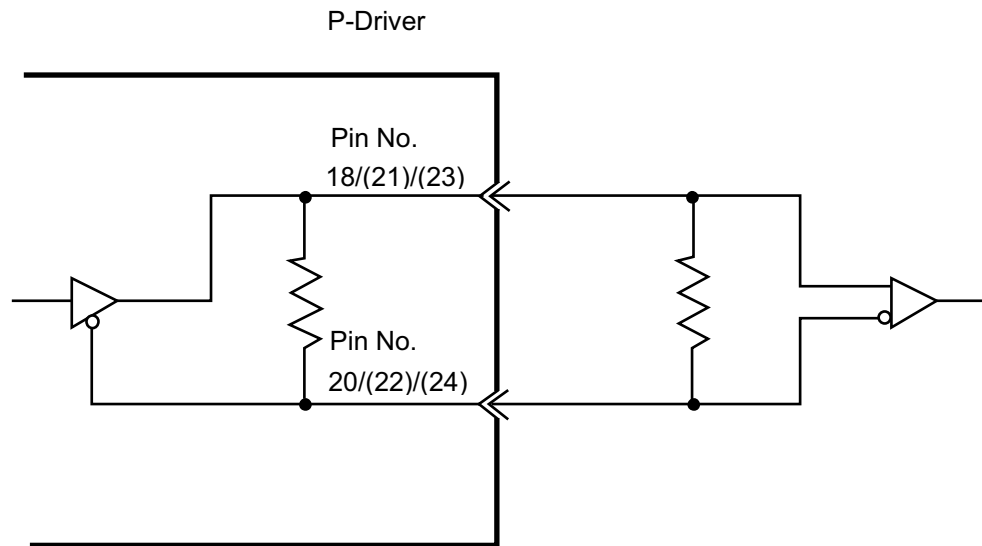 P-Driver
Pin No.
18/(21)/(23)
Pin No.
20/(22)/(24)